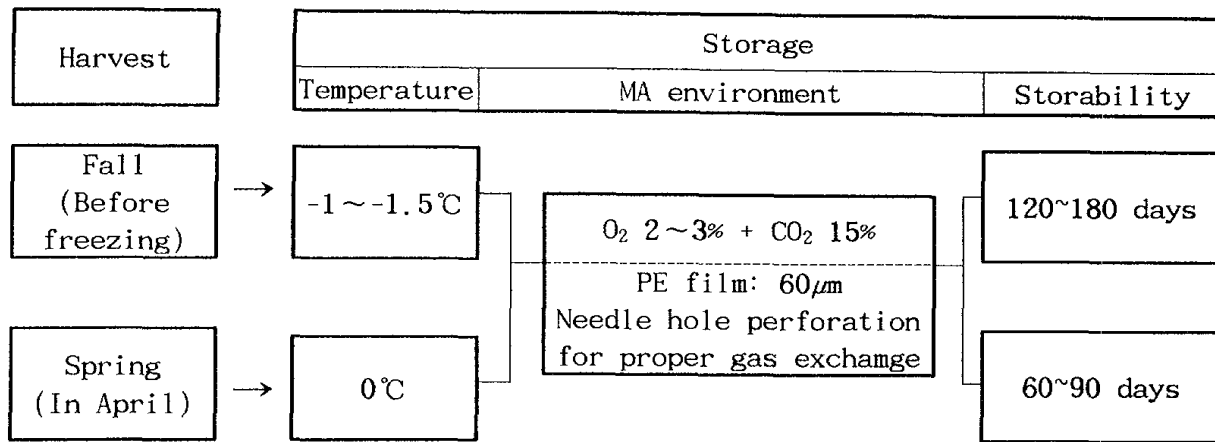 Harvest
Storage
Temperature
MA environment
Storability
Fall
(Before
freezing)
→
-1～-1.5℃
O₂ 2～3% + CO₂ 15%
PE film: 60μm
Needle hole perforation
for proper gas exchamge
120~180 days
Spring
(In April)
→
0℃
60~90 days